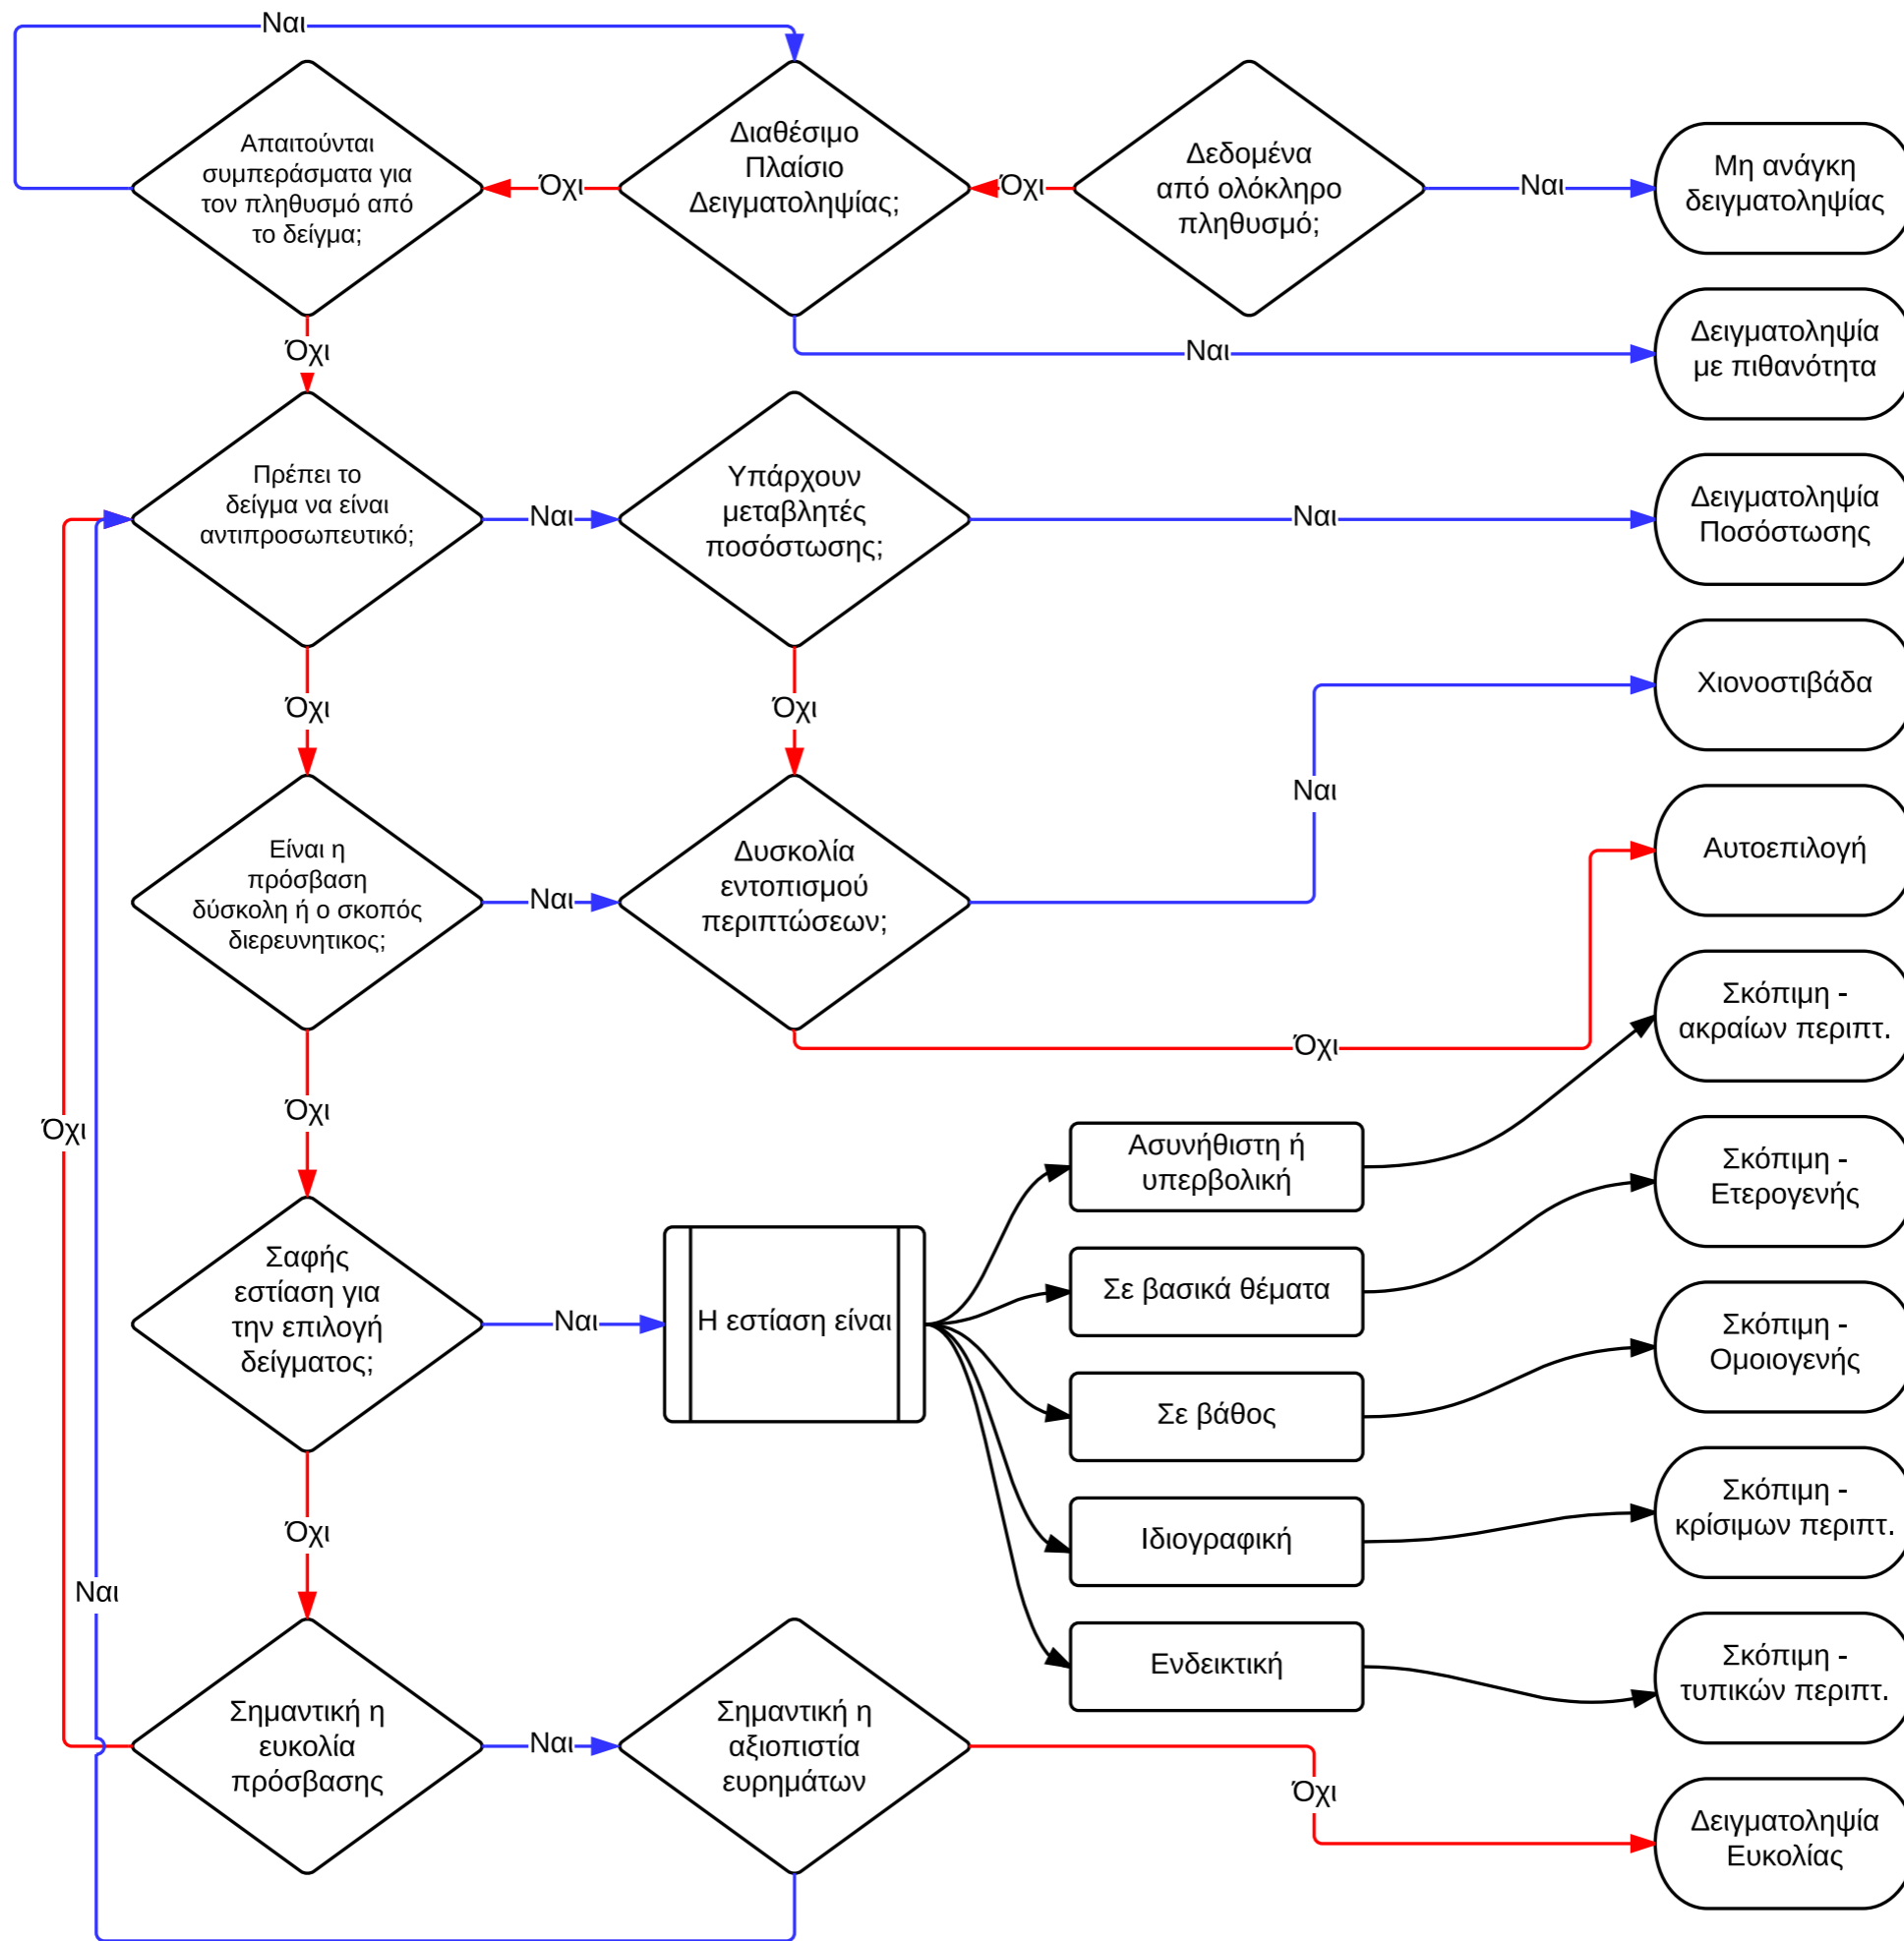 Ναι
Απαιτούνται
συμπεράσματα για
τον πληθυσμό από
το δείγμα;
Όχι
Διαθέσιμο
Πλαίσιο
Δειγματοληψίας;
Όχι
Δεδομένα
από ολόκληρο
πληθυσμό;
Ναι
Μη ανάγκη
δειγματοληψίας
Όχι
Ναι
Δειγματοληψία
με πιθανότητα
Πρέπει το
δείγμα να είναι
αντιπροσωπευτικό;
Ναι
Υπάρχουν
μεταβλητές
ποσόστωσης;
Ναι
Δειγματοληψία
Ποσόστωσης
Όχι
Όχι
Χιονοστιβάδα
Ναι
Είναι η
πρόσβαση
δύσκολη ή ο σκοπός
διερευνητικος;
Ναι
Δυσκολία
εντοπισμού
περιπτώσεων;
Αυτοεπιλογή
Όχι
Σκόπιμη -
ακραίων περιπτ.
Όχι
Όχι
Ασυνήθιστη ή
υπερβολική
Σκόπιμη -
Ετερογενής
Σαφής
εστίαση για
την επιλογή
δείγματος;
Ναι
Η εστίαση είναι
Σε βασικά θέματα
Σκόπιμη -
Ομοιογενής
Σε βάθος
Όχι
Ιδιογραφική
Σκόπιμη -
κρίσιμων περιπτ.
Ναι
Ενδεικτική
Σκόπιμη -
τυπικών περιπτ.
Σημαντική η
ευκολία
πρόσβασης
Ναι
Σημαντική η
αξιοπιστία
ευρημάτων
Όχι
Δειγματοληψία
Ευκολίας